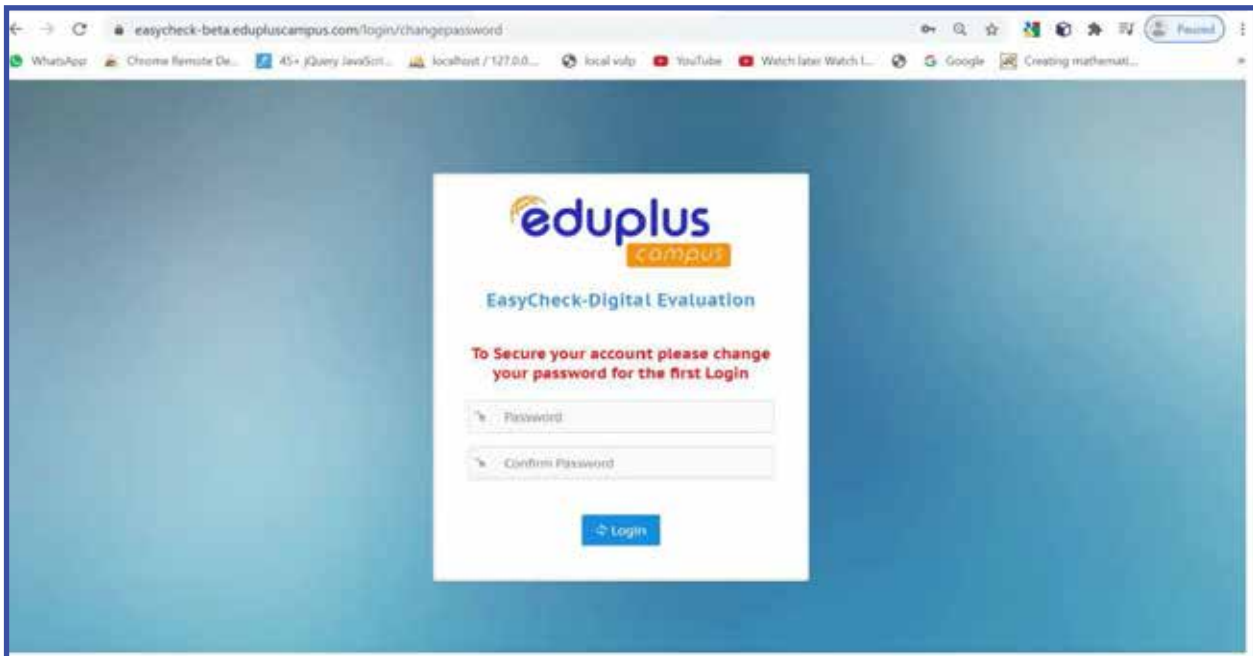 easycheck-beta.edupluscampus.com/login/changepassword
Paused
WhatsApp Chrome Remote De... 45+ jQuery JavaScri... localhost / 127.0.0... local vulp YouTube Watch later Watch l... Google Creating mathemati...
eduplus
campus
EasyCheck-Digital Evaluation
To Secure your account please change
your password for the first Login
Password
Confirm Password
Login